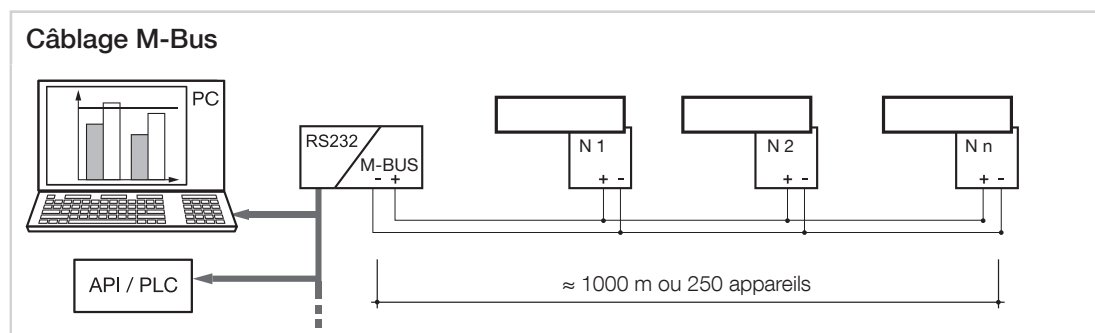 Câblage M-Bus
PC
RS232
M-BUS
- +
N 1
+ -
N 2
+ -
N n
+ -
API / PLC
≈ 1000 m ou 250 appareils